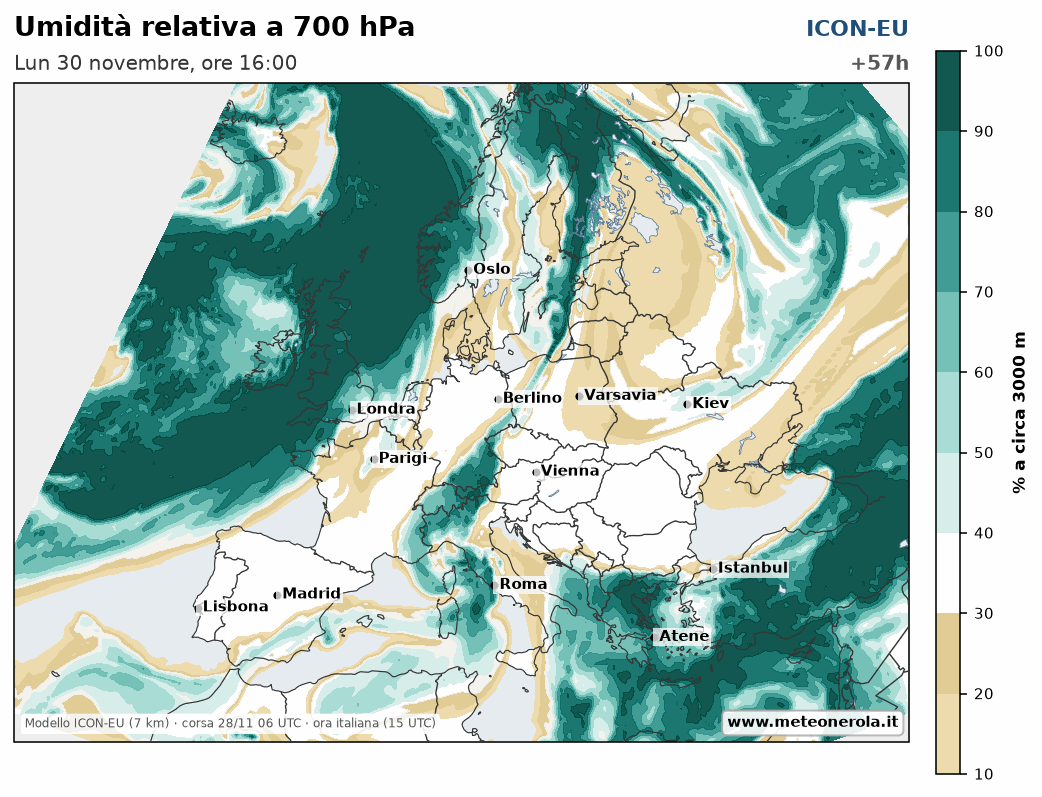 Umidità relativa a 700 hPa
ICON-EU
Lun 30 novembre, ore 16:00
+57h
100
90
80
70
60
50
40
30
20
10
% a circa 3000 m
Oslo
Berlino
Varsavia
Kiev
Londra
Parigi
Vienna
Istanbul
Roma
Madrid
Lisbona
Atene
Modello ICON-EU (7 km) · corsa 28/11 06 UTC · ora italiana (15 UTC)
www.meteonerola.it